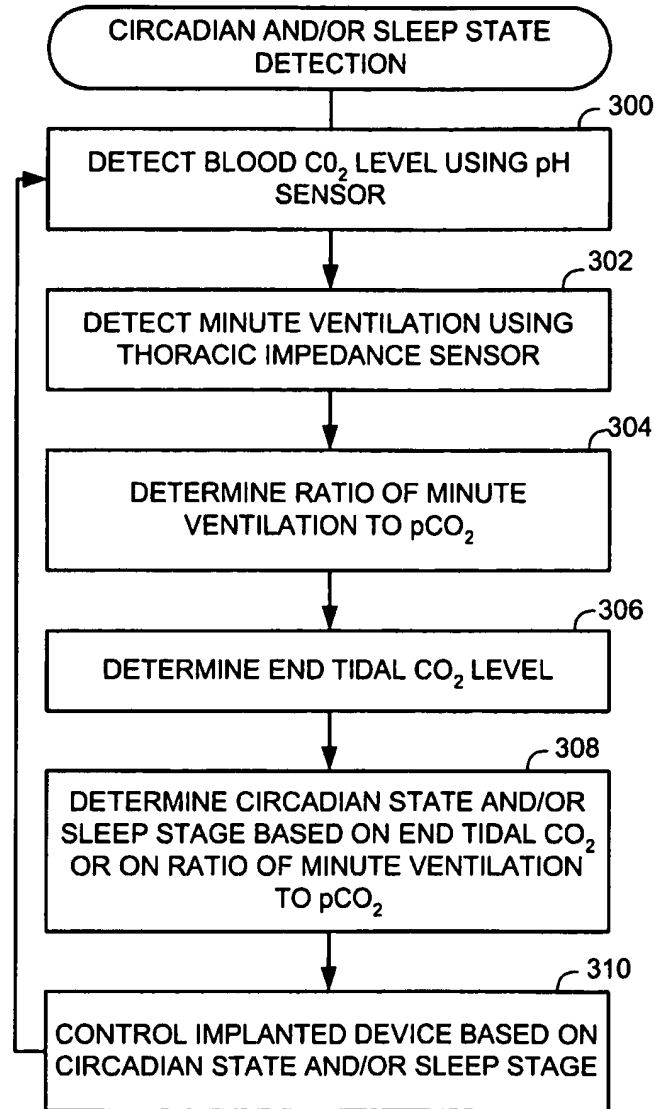 CIRCADIAN AND/OR SLEEP STATE
DETECTION
300
DETECT BLOOD C0₂ LEVEL USING pH
SENSOR
302
DETECT MINUTE VENTILATION USING
THORACIC IMPEDANCE SENSOR
304
DETERMINE RATIO OF MINUTE
VENTILATION TO pCO₂
306
DETERMINE END TIDAL CO₂ LEVEL
308
DETERMINE CIRCADIAN STATE AND/OR
SLEEP STAGE BASED ON END TIDAL CO₂
OR ON RATIO OF MINUTE VENTILATION
TO pCO₂
310
CONTROL IMPLANTED DEVICE BASED ON
CIRCADIAN STATE AND/OR SLEEP STAGE